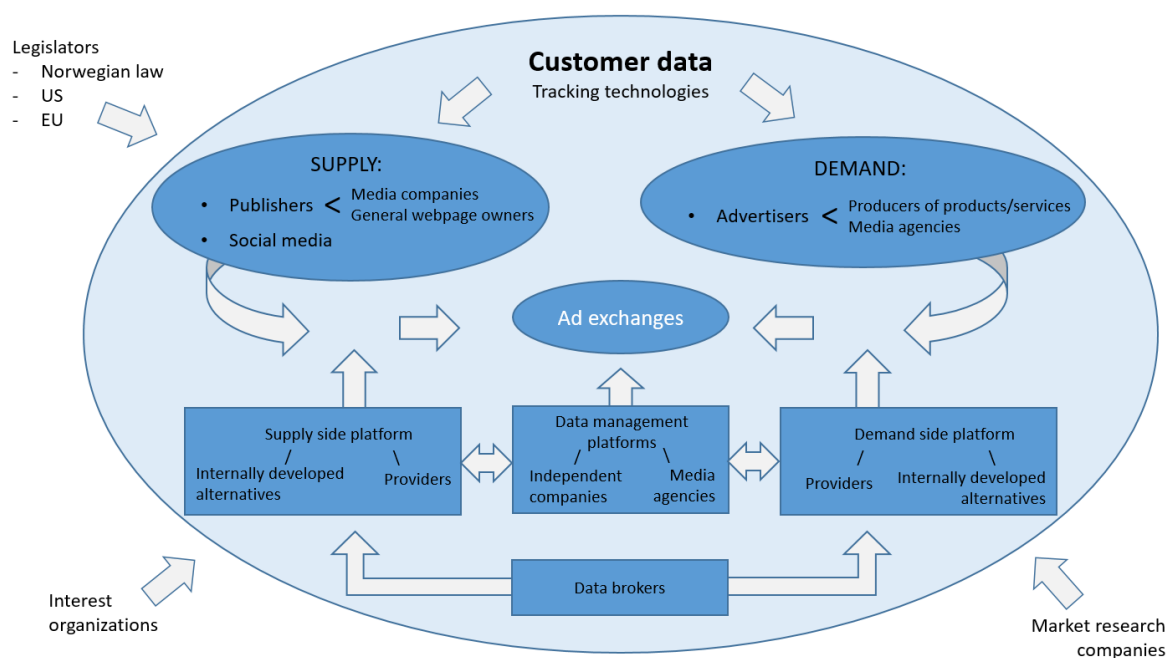 Legislators
- Norwegian law
- US
- EU
Customer data
Tracking technologies
SUPPLY:
• Publishers <
Media companies
General webpage owners
• Social media
DEMAND:
• Advertisers <
Producers of products/services
Media agencies
Ad exchanges
Supply side platform
Internally developed
alternatives
Providers
Data management
platforms
Independent
companies
Media
agencies
Demand side platform
Providers
Internally developed
alternatives
Data brokers
Interest
organizations
Market research
companies